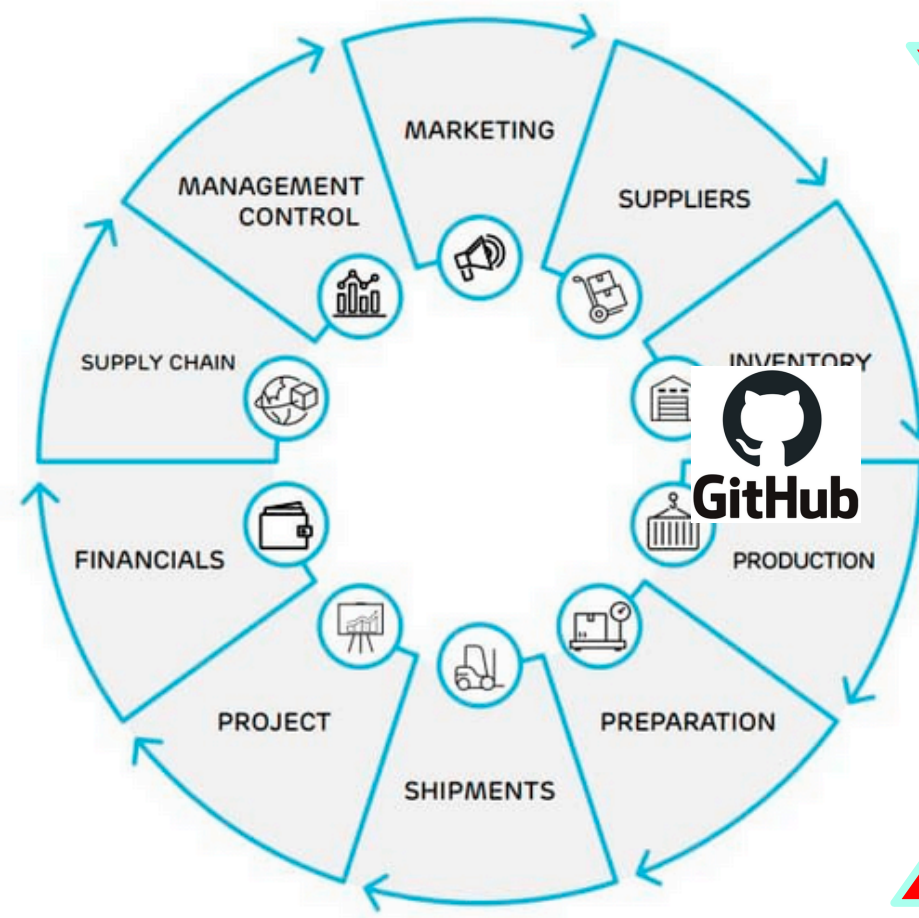 MARKETING
SUPPLIERS
INVENTORY
GitHub
PRODUCTION
PREPARATION
SHIPMENTS
PROJECT
FINANCIALS
SUPPLY CHAIN
MANAGEMENT
CONTROL